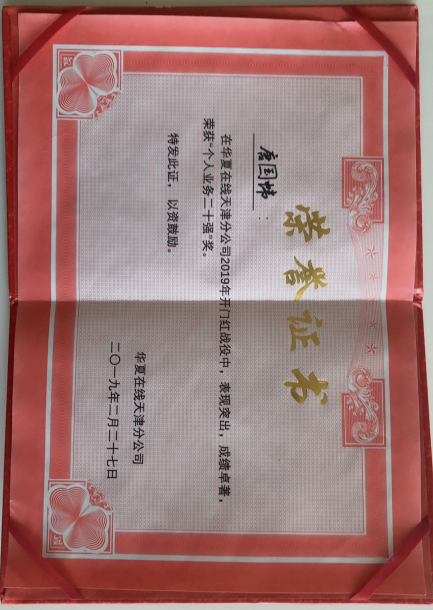 荣誉证书
唐国炜：
在华夏在线天津分公司2019年开门红战役中，表现突出，成绩卓著，
荣获“个人业务二十强”奖。
特发此证，以资鼓励。
华夏在线天津分公司
二〇一九年二月二十七日